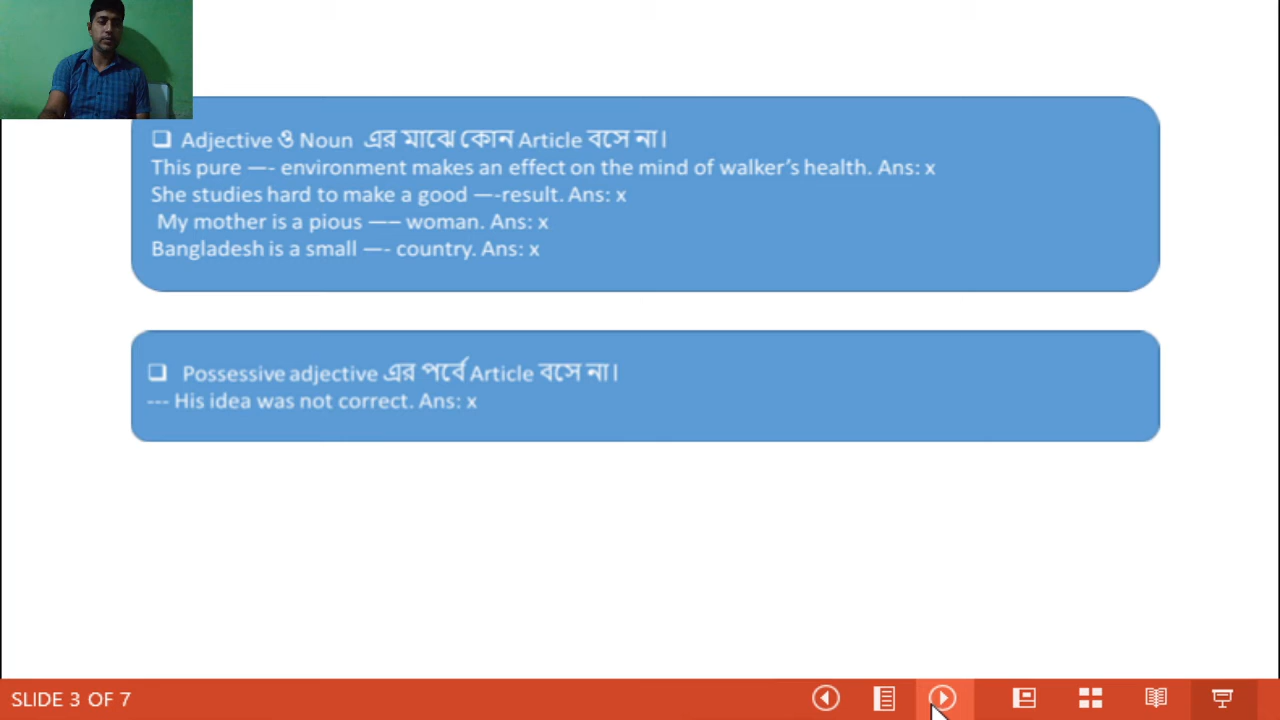 ❑ Adjective ও Noun এর মাঝে কোন Article বসে না।
This pure —- environment makes an effect on the mind of walker’s health. Ans: x
She studies hard to make a good —-result. Ans: x
My mother is a pious —– woman. Ans: x
Bangladesh is a small —- country. Ans: x
❑ Possessive adjective এর পর্বে Article বসে না।
--- His idea was not correct. Ans: x
SLIDE 3 OF 7